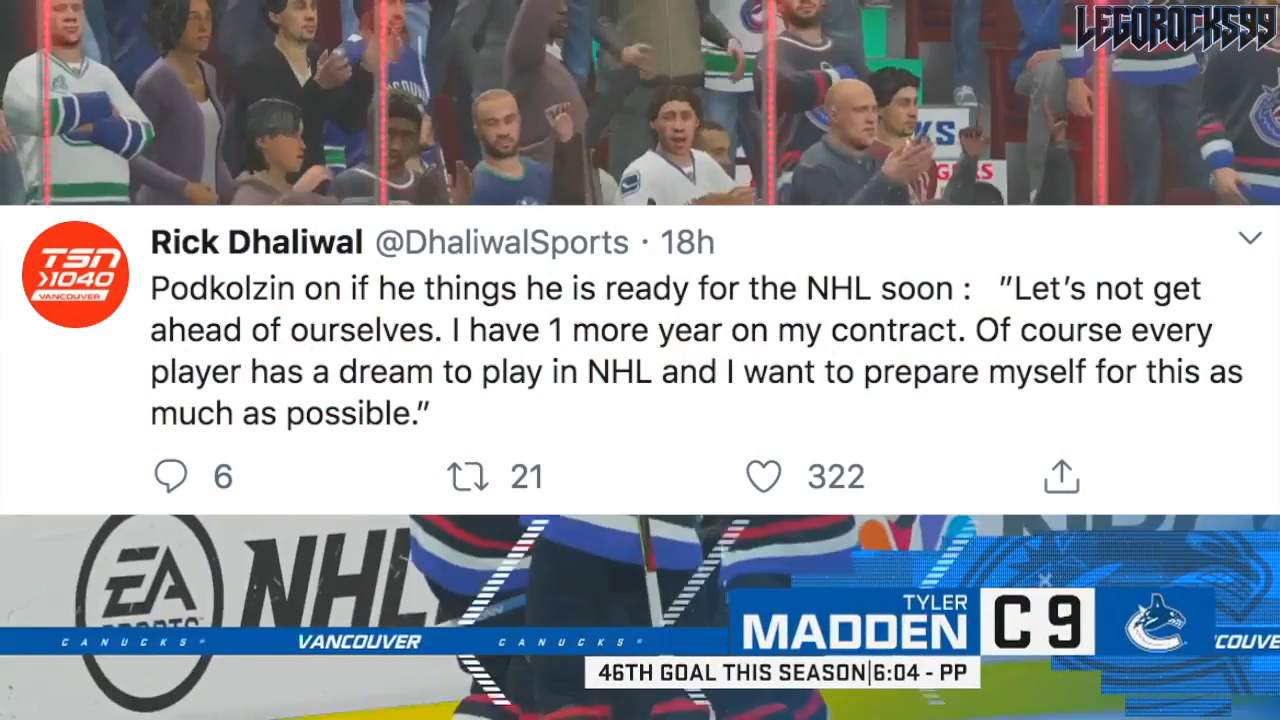 LEGOROCKS99
Rick Dhaliwal @DhaliwalSports · 18h
TSN
>1040
VANCOUVER
Podkolzin on if he things he is ready for the NHL soon : "Let's not get
ahead of ourselves. I have 1 more year on my contract. Of course every
player has a dream to play in NHL and I want to prepare myself for this as
much as possible."
6 21 322
EA
SPORTS
NHL
CANUCKS VANCOUVER CANUCKS
TYLER
MADDEN C 9
46TH GOAL THIS SEASON|6:04 - PP